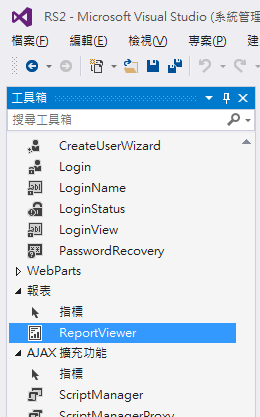 RS2 - Microsoft Visual Studio (系統管理
檔案(F) 編輯(E) 檢視(V) 專案(P) 建
工具箱
搜尋工具箱
CreateUserWizard
Login
LoginName
LoginStatus
LoginView
PasswordRecovery
WebParts
報表
指標
ReportViewer
AJAX 擴充功能
指標
ScriptManager
ScriptManagerProxy